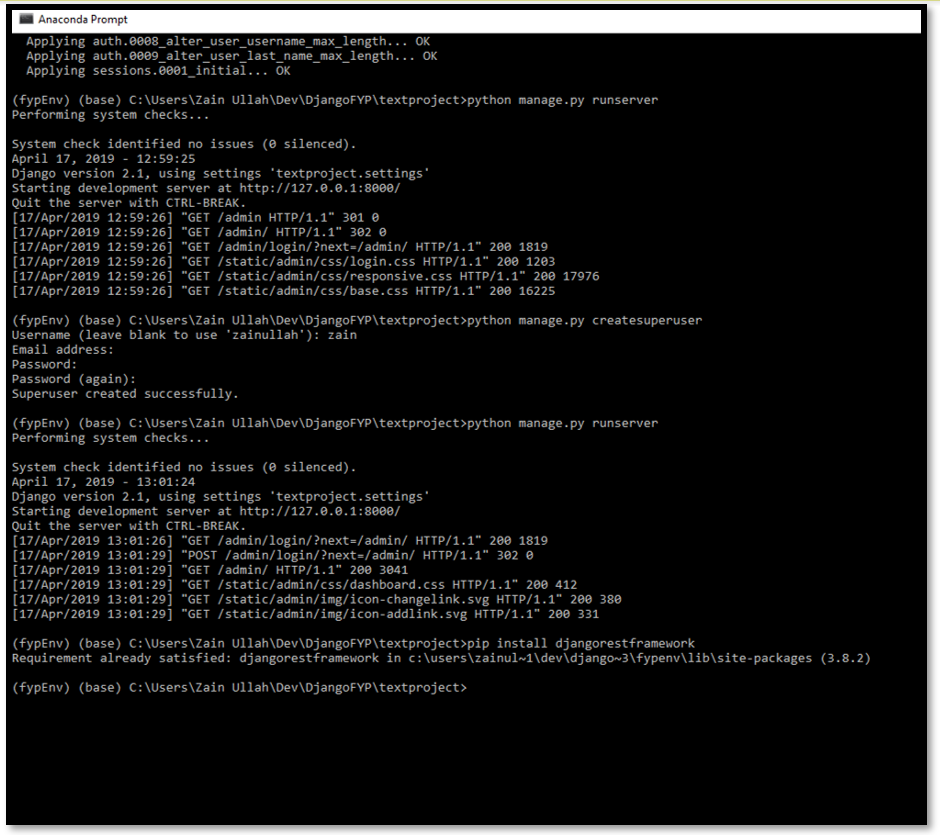 Anaconda Prompt
Applying auth.0008_alter_user_username_max_length... OK
Applying auth.0009_alter_user_last_name_max_length... OK
Applying sessions.0001_initial... OK
(fypEnv) (base) C:\Users\Zain Ullah\Dev\DjangoFYP\textproject>python manage.py runserver
Performing system checks...
System check identified no issues (0 silenced).
April 17, 2019 - 12:59:25
Django version 2.1, using settings 'textproject.settings'
Starting development server at http://127.0.0.1:8000/
Quit the server with CTRL-BREAK.
[17/Apr/2019 12:59:26] "GET /admin HTTP/1.1" 301 0
[17/Apr/2019 12:59:26] "GET /admin/ HTTP/1.1" 302 0
[17/Apr/2019 12:59:26] "GET /admin/login/?next=/admin/ HTTP/1.1" 200 1819
[17/Apr/2019 12:59:26] "GET /static/admin/css/login.css HTTP/1.1" 200 1203
[17/Apr/2019 12:59:26] "GET /static/admin/css/responsive.css HTTP/1.1" 200 17976
[17/Apr/2019 12:59:26] "GET /static/admin/css/base.css HTTP/1.1" 200 16225
(fypEnv) (base) C:\Users\Zain Ullah\Dev\DjangoFYP\textproject>python manage.py createsuperuser
Username (leave blank to use 'zainullah'): zain
Email address:
Password:
Password (again):
Superuser created successfully.
(fypEnv) (base) C:\Users\Zain Ullah\Dev\DjangoFYP\textproject>python manage.py runserver
Performing system checks...
System check identified no issues (0 silenced).
April 17, 2019 - 13:01:24
Django version 2.1, using settings 'textproject.settings'
Starting development server at http://127.0.0.1:8000/
Quit the server with CTRL-BREAK.
[17/Apr/2019 13:01:26] "GET /admin/login/?next=/admin/ HTTP/1.1" 200 1819
[17/Apr/2019 13:01:29] "POST /admin/login/?next=/admin/ HTTP/1.1" 302 0
[17/Apr/2019 13:01:29] "GET /admin/ HTTP/1.1" 200 3041
[17/Apr/2019 13:01:29] "GET /static/admin/css/dashboard.css HTTP/1.1" 200 412
[17/Apr/2019 13:01:29] "GET /static/admin/img/icon-changelink.svg HTTP/1.1" 200 380
[17/Apr/2019 13:01:29] "GET /static/admin/img/icon-addlink.svg HTTP/1.1" 200 331
(fypEnv) (base) C:\Users\Zain Ullah\Dev\DjangoFYP\textproject>pip install djangorestframework
Requirement already satisfied: djangorestframework in c:\users\zainul~1\dev\django~3\fypenv\lib\site-packages (3.8.2)
(fypEnv) (base) C:\Users\Zain Ullah\Dev\DjangoFYP\textproject>